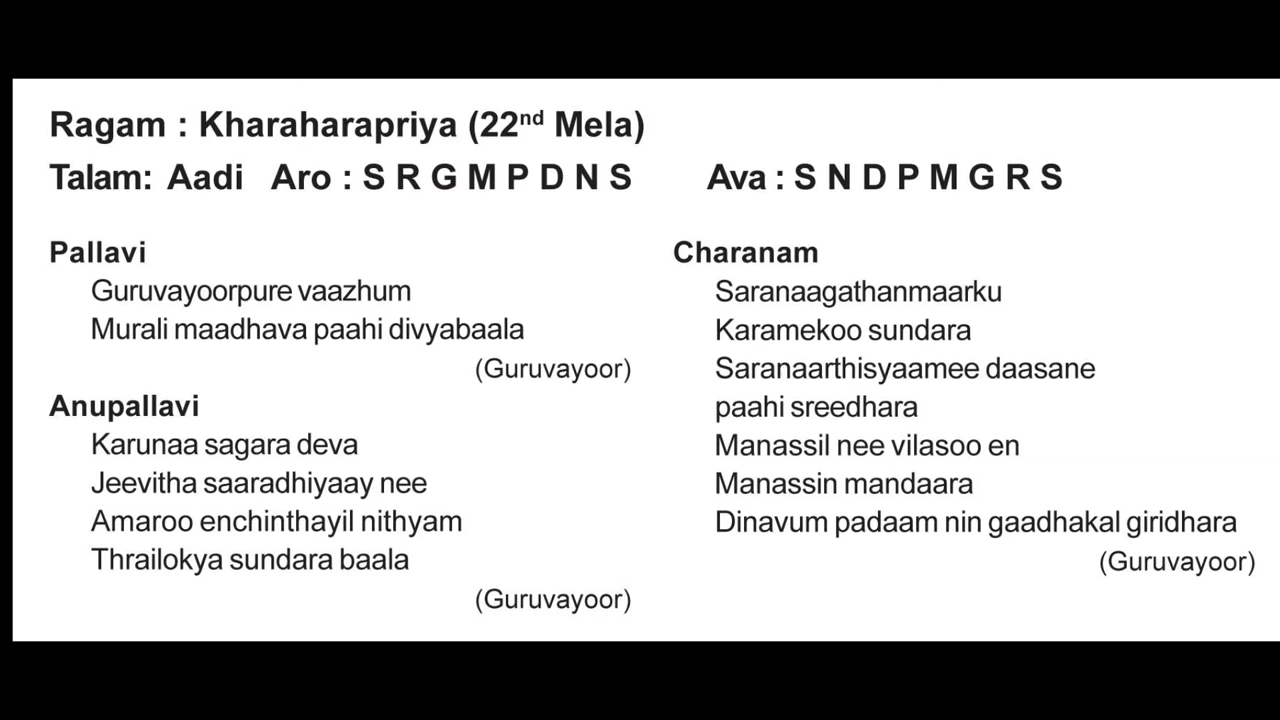 Ragam : Kharaharapriya (22nd Mela)
Talam: Aadi Aro : S R G M P D N S Ava : S N D P M G R S
Pallavi
Guruvayoorpure vaazhum
Murali maadhava paahi divyabaala
(Guruvayoor)
Anupallavi
Karunaa sagara deva
Jeevitha saaradhiyaay nee
Amaroo enchinthayil nithyam
Thrailokya sundara baala
(Guruvayoor)
Charanam
Saranaagathanmaarku
Karamekoo sundara
Saranaarthisyaamee daasane
paahi sreedhara
Manassil nee vilasoo en
Manassin mandaara
Dinavum padaam nin gaadhakal giridhara
(Guruvayoor)